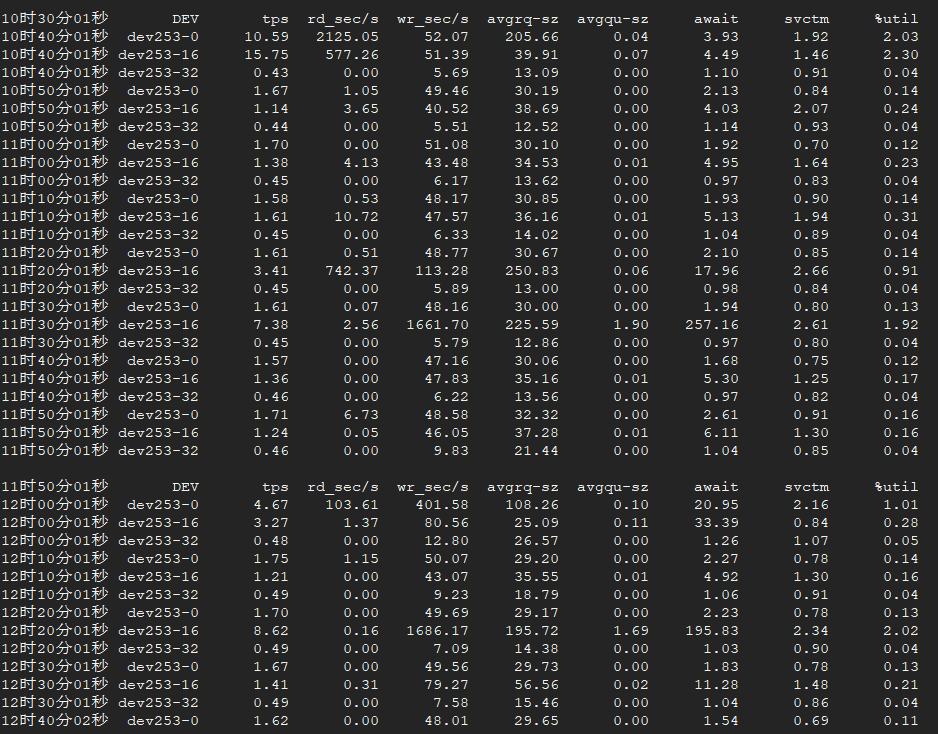 10时30分01秒 DEV tps rd_sec/s wr_sec/s avgrq-sz avgqu-sz await svctm %util
10时40分01秒 dev253-0 10.59 2125.05 52.07 205.66 0.04 3.93 1.92 2.03
10时40分01秒 dev253-16 15.75 577.26 51.39 39.91 0.07 4.49 1.46 2.30
10时40分01秒 dev253-32 0.43 0.00 5.69 13.09 0.00 1.10 0.91 0.04
10时50分01秒 dev253-0 1.67 1.05 49.46 30.19 0.00 2.13 0.84 0.14
10时50分01秒 dev253-16 1.14 3.65 40.52 38.69 0.00 4.03 2.07 0.24
10时50分01秒 dev253-32 0.44 0.00 5.51 12.52 0.00 1.14 0.93 0.04
11时00分01秒 dev253-0 1.70 0.00 51.08 30.10 0.00 1.92 0.70 0.12
11时00分01秒 dev253-16 1.38 4.13 43.48 34.53 0.01 4.95 1.64 0.23
11时00分01秒 dev253-32 0.45 0.00 6.17 13.62 0.00 0.97 0.83 0.04
11时10分01秒 dev253-0 1.58 0.53 48.17 30.85 0.00 1.93 0.90 0.14
11时10分01秒 dev253-16 1.61 10.72 47.57 36.16 0.01 5.13 1.94 0.31
11时10分01秒 dev253-32 0.45 0.00 6.33 14.02 0.00 1.04 0.89 0.04
11时20分01秒 dev253-0 1.61 0.51 48.77 30.67 0.00 2.10 0.85 0.14
11时20分01秒 dev253-16 3.41 742.37 113.28 250.83 0.06 17.96 2.66 0.91
11时20分01秒 dev253-32 0.45 0.00 5.89 13.00 0.00 0.98 0.84 0.04
11时30分01秒 dev253-0 1.61 0.07 48.16 30.00 0.00 1.94 0.80 0.13
11时30分01秒 dev253-16 7.38 2.56 1661.70 225.59 1.90 257.16 2.61 1.92
11时30分01秒 dev253-32 0.45 0.00 5.79 12.86 0.00 0.97 0.80 0.04
11时40分01秒 dev253-0 1.57 0.00 47.16 30.06 0.00 1.68 0.75 0.12
11时40分01秒 dev253-16 1.36 0.00 47.83 35.16 0.01 5.30 1.25 0.17
11时40分01秒 dev253-32 0.46 0.00 6.22 13.56 0.00 0.97 0.82 0.04
11时50分01秒 dev253-0 1.71 6.73 48.58 32.32 0.00 2.61 0.91 0.16
11时50分01秒 dev253-16 1.24 0.05 46.05 37.28 0.01 6.11 1.30 0.16
11时50分01秒 dev253-32 0.46 0.00 9.83 21.44 0.00 1.04 0.85 0.04
11时50分01秒 DEV tps rd_sec/s wr_sec/s avgrq-sz avgqu-sz await svctm %util
12时00分01秒 dev253-0 4.67 103.61 401.58 108.26 0.10 20.95 2.16 1.01
12时00分01秒 dev253-16 3.27 1.37 80.56 25.09 0.11 33.39 0.84 0.28
12时00分01秒 dev253-32 0.48 0.00 12.80 26.57 0.00 1.26 1.07 0.05
12时10分01秒 dev253-0 1.75 1.15 50.07 29.20 0.00 2.27 0.78 0.14
12时10分01秒 dev253-16 1.21 0.00 43.07 35.55 0.01 4.92 1.30 0.16
12时10分01秒 dev253-32 0.49 0.00 9.23 18.79 0.00 1.06 0.91 0.04
12时20分01秒 dev253-0 1.70 0.00 49.69 29.17 0.00 2.23 0.78 0.13
12时20分01秒 dev253-16 8.62 0.16 1686.17 195.72 1.69 195.83 2.34 2.02
12时20分01秒 dev253-32 0.49 0.00 7.09 14.38 0.00 1.03 0.90 0.04
12时30分01秒 dev253-0 1.67 0.00 49.56 29.73 0.00 1.83 0.78 0.13
12时30分01秒 dev253-16 1.41 0.31 79.27 56.56 0.02 11.28 1.48 0.21
12时30分01秒 dev253-32 0.49 0.00 7.58 15.46 0.00 1.04 0.86 0.04
12时40分02秒 dev253-0 1.62 0.00 48.01 29.65 0.00 1.54 0.69 0.11